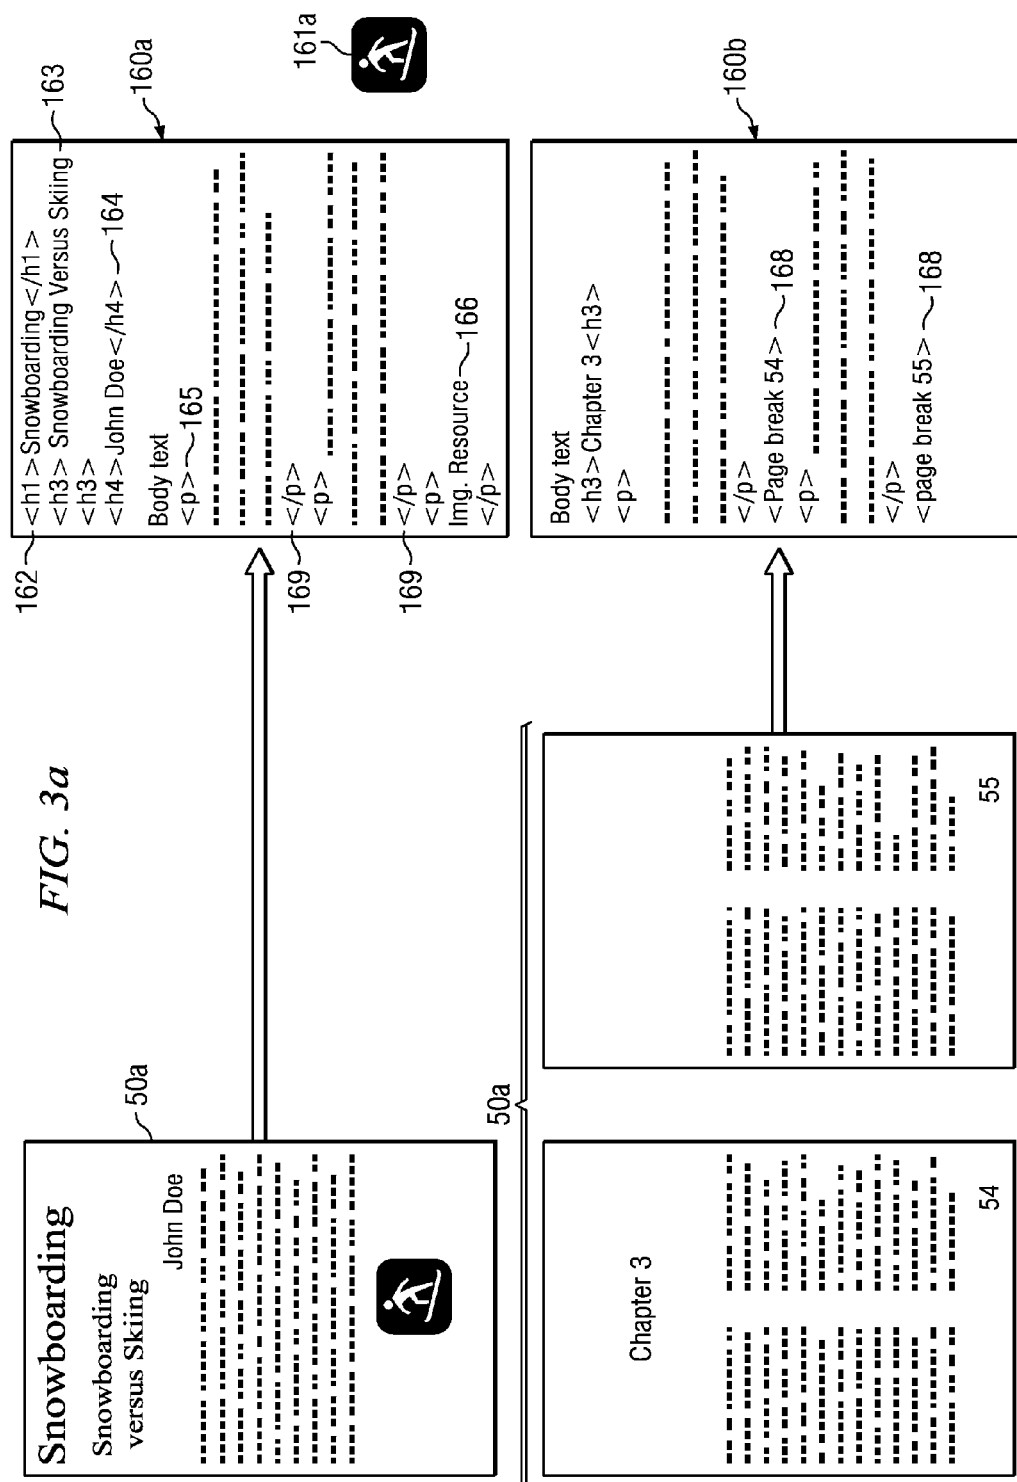 FIG. 3a
Snowboarding
Snowboarding
versus Skiing
John Doe
50a
162
<h1>Snowboarding</h1>
<h3> Snowboarding Versus Skiing
163
<h3>
<h4>John Doe</h4>
164
Body text
<p>
165
169
</p>
<p>
169
</p>
<p>
Img. Resource
166
</p>
160a
161a
50a
Chapter 3
54
55
Body text
<h3>Chapter 3<h3>
<p>
</p>
<Page break 54>
168
<p>
</p>
<page break 55>
168
160b